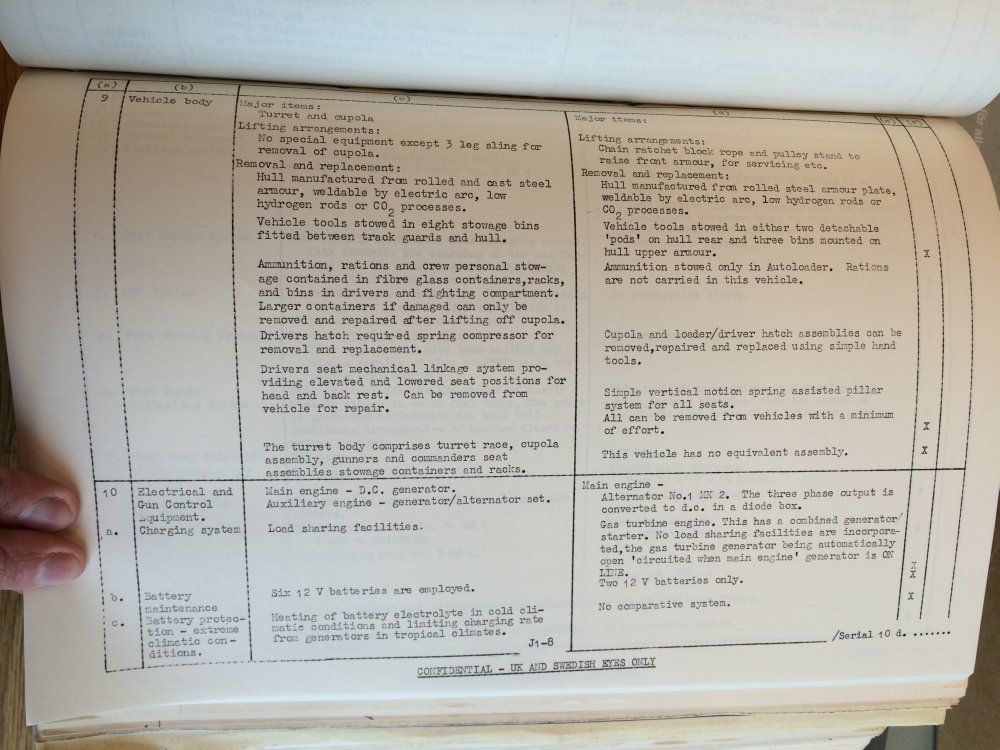 (a)
(b)
(c)
(d)
(e)
(f)
9
Vehicle body
Major items:
Turret and cupola
Lifting arrangements:
No special equipment except 3 leg sling for
removal of cupola.
Removal and replacement:
Hull manufactured from rolled and cast steel
armour, weldable by electric arc, low
hydrogen rods or CO2 processes.
Vehicle tools stowed in eight stowage bins
fitted between track guards and hull.
Ammunition, rations and crew personal stow-
age contained in fibre glass containers,racks,
and bins in drivers and fighting compartment.
Larger containers if damaged can only be
removed and repaired after lifting off cupola.
Drivers hatch required spring compressor for
removal and replacement.
Drivers seat mechanical linkage system pro-
viding elevated and lowered seat positions for
head and back rest. Can be removed from
vehicle for repair.
The turret body comprises turret race, cupola
assembly, gunners and commanders seat
assemblies stowage containers and racks.
Major items:
Lifting arrangements:
Chain ratchet block rope and pulley stand to
raise front armour, for servicing etc.
Removal and replacement:
Hull manufactured from rolled steel armour plate,
weldable by electric arc, low hydrogen rods or
CO2 processes.
Vehicle tools stowed in either two detachable
'pods' on hull rear and three bins mounted on
hull upper armour.
X
Ammunition stowed only in Autoloader. Rations
are not carried in this vehicle.
Cupola and loader/driver hatch assemblies can be
removed,repaired and replaced using simple hand
tools.
Simple vertical motion spring assisted pillar
system for all seats.
All can be removed from vehicles with a minimum
of effort.
X
This vehicle has no equivalent assembly.
X
10
Electrical and
Gun Control
Equipment.
a.
Charging system
b.
Battery
maintenance
c.
Battery protec-
tion - extreme
climatic con-
ditions.
Main engine - D.C. generator.
Auxiliary engine - generator/alternator set.
Load sharing facilities.
Six 12 V batteries are employed.
Heating of battery electrolyte in cold cli-
matic conditions and limiting charging rate
from generators in tropical climates.
Main engine -
Alternator No.1 MK 2. The three phase output is
converted to d.c. in a diode box.
Gas turbine engine. This has a combined generator/
starter. No load sharing facilities are incorpora-
ted,the gas turbine generator being automatically
open 'circuited when main engine' generator is ON
LINE.
X
Two 12 V batteries only.
X
No comparative system.
X
J1-8
/Serial 10 d. .......
CONFIDENTIAL - UK AND SWEDISH EYES ONLY